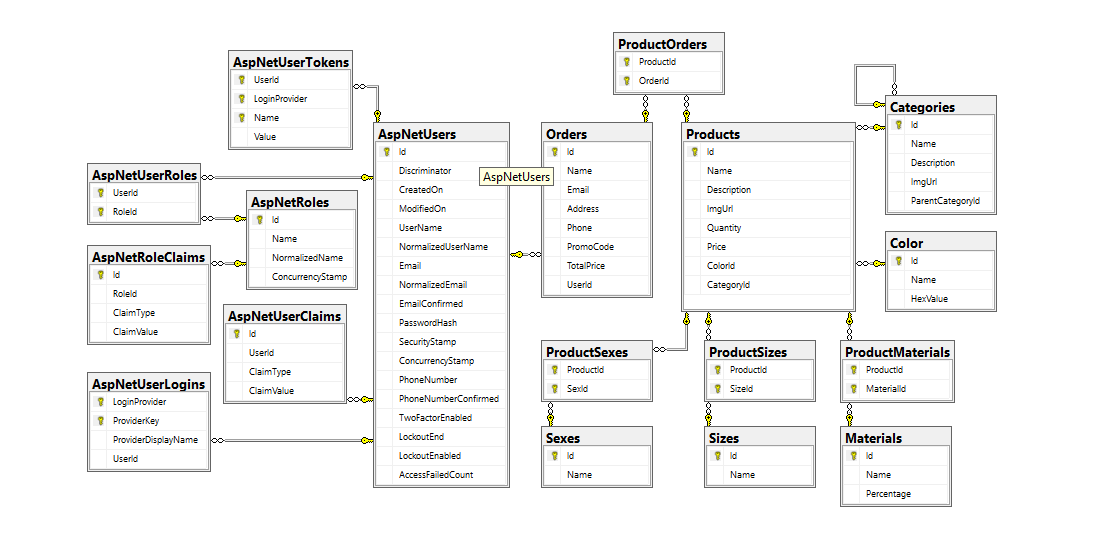 AspNetUserTokens
UserId
LoginProvider
Name
Value
AspNetUserRoles
UserId
RoleId
AspNetRoles
Id
Name
NormalizedName
ConcurrencyStamp
AspNetRoleClaims
Id
RoleId
ClaimType
ClaimValue
AspNetUserClaims
Id
UserId
ClaimType
ClaimValue
AspNetUserLogins
LoginProvider
ProviderKey
ProviderDisplayName
UserId
AspNetUsers
Id
Discriminator
CreatedOn
ModifiedOn
UserName
NormalizedUserName
Email
NormalizedEmail
EmailConfirmed
PasswordHash
SecurityStamp
ConcurrencyStamp
PhoneNumber
PhoneNumberConfirmed
TwoFactorEnabled
LockoutEnd
LockoutEnabled
AccessFailedCount
AspNetUsers
ProductOrders
ProductId
OrderId
Orders
Id
Name
Email
Address
Phone
PromoCode
TotalPrice
UserId
Products
Id
Name
Description
ImgUrl
Quantity
Price
ColorId
CategoryId
Categories
Id
Name
Description
ImgUrl
ParentCategoryId
Color
Id
Name
HexValue
ProductSexes
ProductId
SexId
ProductSizes
ProductId
SizeId
ProductMaterials
ProductId
MaterialId
Sexes
Id
Name
Sizes
Id
Name
Materials
Id
Name
Percentage